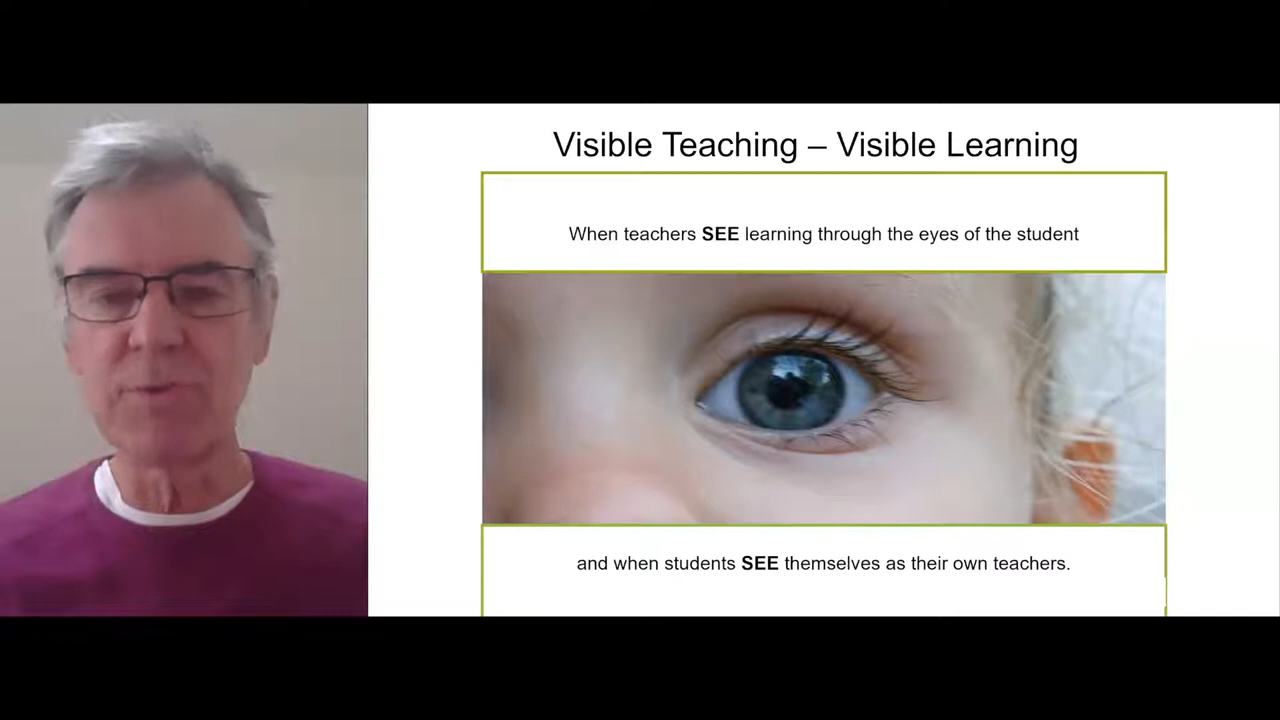 Visible Teaching – Visible Learning
When teachers SEE learning through the eyes of the student
and when students SEE themselves as their own teachers.